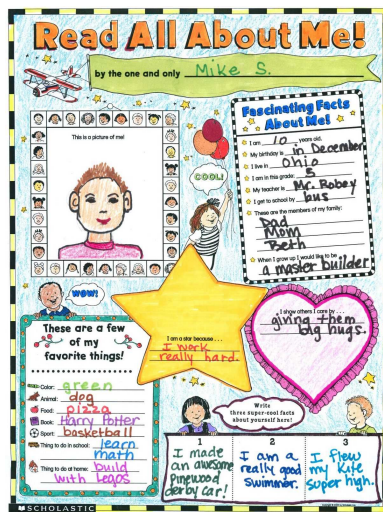 Read All About Me!
by the one and only Mike S.
This is a picture of me!
COOL!
Fascinating Facts
About Me!
I am 10 years old.
My birthday is in December
I live in Ohio
I am in this grade: 5
My teacher is Mr. Robey
I get to school by bus
These are the members of my family:
Dad
Mom
Beth
When I grow up I would like to be
a master builder
WOW!
These are a few
of my
favorite things!
Color: green
Animal: dog
Food: pizza
Book: Harry Potter
Sport: basketball
Thing to do in school: learn
math
Thing to do at home: build
with Legos
I am a star because . . .
I work
really hard.
I show others I care by . . .
giving them
big hugs.
Write
three super-cool facts
about yourself here!
1
I made
an awesome
Pinewood
derby car!
2
I am a
really good
swimmer.
3
I flew
my kite
super high.
SCHOLASTIC